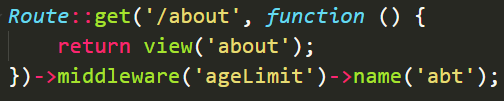 Route::get('/about', function () {
    return view('about');
})->middleware('ageLimit')->name('abt');